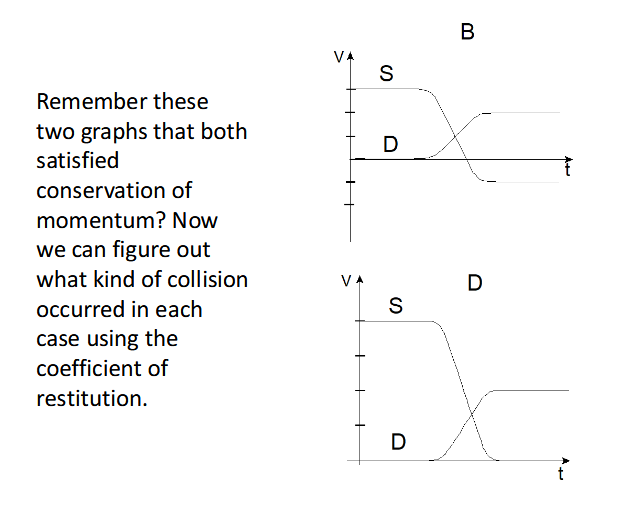 Remember these
two graphs that both
satisfied
conservation of
momentum? Now
we can figure out
what kind of collision
occurred in each
case using the
coefficient of
restitution.
B
V
S
D
t
D
V
S
D
t